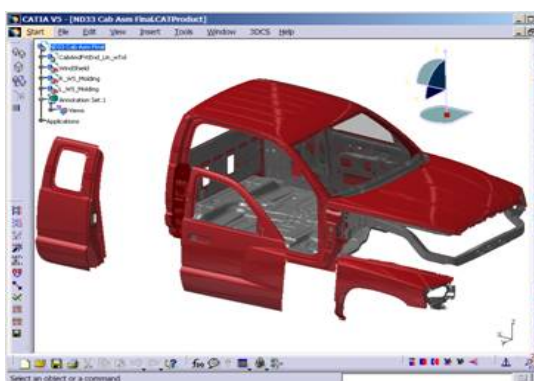 CATIA V5 - [ND33 Cab Asm Final.CATProduct]
Start File Edit View Insert Tools Window 3DCS Help
ND33 Cab Asm Final
CabAndFrtEnd_Lin_wTol
WindShield
R_WS_Molding
L_WS_Molding
Annotation Set.1
Views
Applications
Select an object or a command